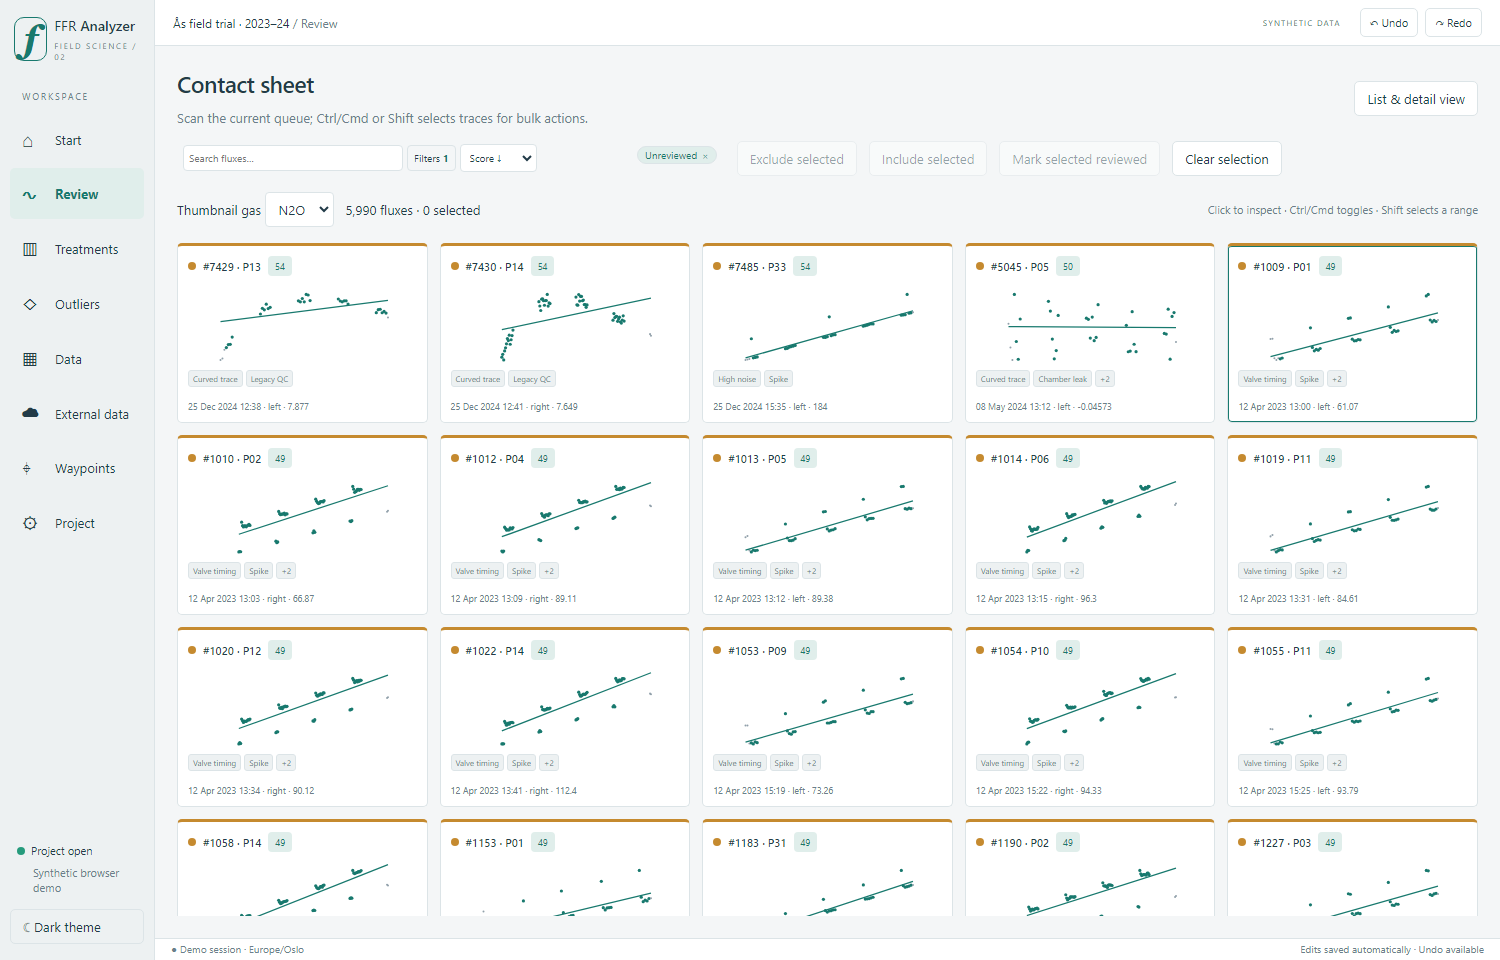 FFR Analyzer
FIELD SCIENCE /
02
WORKSPACE
Start
Review
Treatments
Outliers
Data
External data
Waypoints
Project
Project open
Synthetic browser
demo
Dark theme
Ås field trial · 2023–24 / Review
SYNTHETIC DATA
Undo
Redo
Contact sheet
Scan the current queue; Ctrl/Cmd or Shift selects traces for bulk actions.
List & detail view
Search fluxes...
Filters 1
Score ↓
Unreviewed ×
Exclude selected
Include selected
Mark selected reviewed
Clear selection
Thumbnail gas N2O 5,990 fluxes · 0 selected
Click to inspect · Ctrl/Cmd toggles · Shift selects a range
#7429 · P13 54
Curved trace Legacy QC
25 Dec 2024 12:38 · left · 7.877
#7430 · P14 54
Curved trace Legacy QC
25 Dec 2024 12:41 · right · 7.649
#7485 · P33 54
High noise Spike
25 Dec 2024 15:35 · left · 184
#5045 · P05 50
Curved trace Chamber leak +2
08 May 2024 13:12 · left · -0.04573
#1009 · P01 49
Valve timing Spike +2
12 Apr 2023 13:00 · left · 61.07
#1010 · P02 49
Valve timing Spike +2
12 Apr 2023 13:03 · right · 66.87
#1012 · P04 49
Valve timing Spike +2
12 Apr 2023 13:09 · right · 89.11
#1013 · P05 49
Valve timing Spike +2
12 Apr 2023 13:12 · left · 89.38
#1014 · P06 49
Valve timing Spike +2
12 Apr 2023 13:15 · right · 96.3
#1019 · P11 49
Valve timing Spike +2
12 Apr 2023 13:31 · left · 84.61
#1020 · P12 49
Valve timing Spike +2
12 Apr 2023 13:34 · right · 90.12
#1022 · P14 49
Valve timing Spike +2
12 Apr 2023 13:41 · right · 112.4
#1053 · P09 49
Valve timing Spike +2
12 Apr 2023 15:19 · left · 73.26
#1054 · P10 49
Valve timing Spike +2
12 Apr 2023 15:22 · right · 94.33
#1055 · P11 49
Valve timing Spike +2
12 Apr 2023 15:25 · left · 93.79
#1058 · P14 49
#1153 · P01 49
#1183 · P31 49
#1190 · P02 49
#1227 · P03 49
Demo session · Europe/Oslo
Edits saved automatically · Undo available